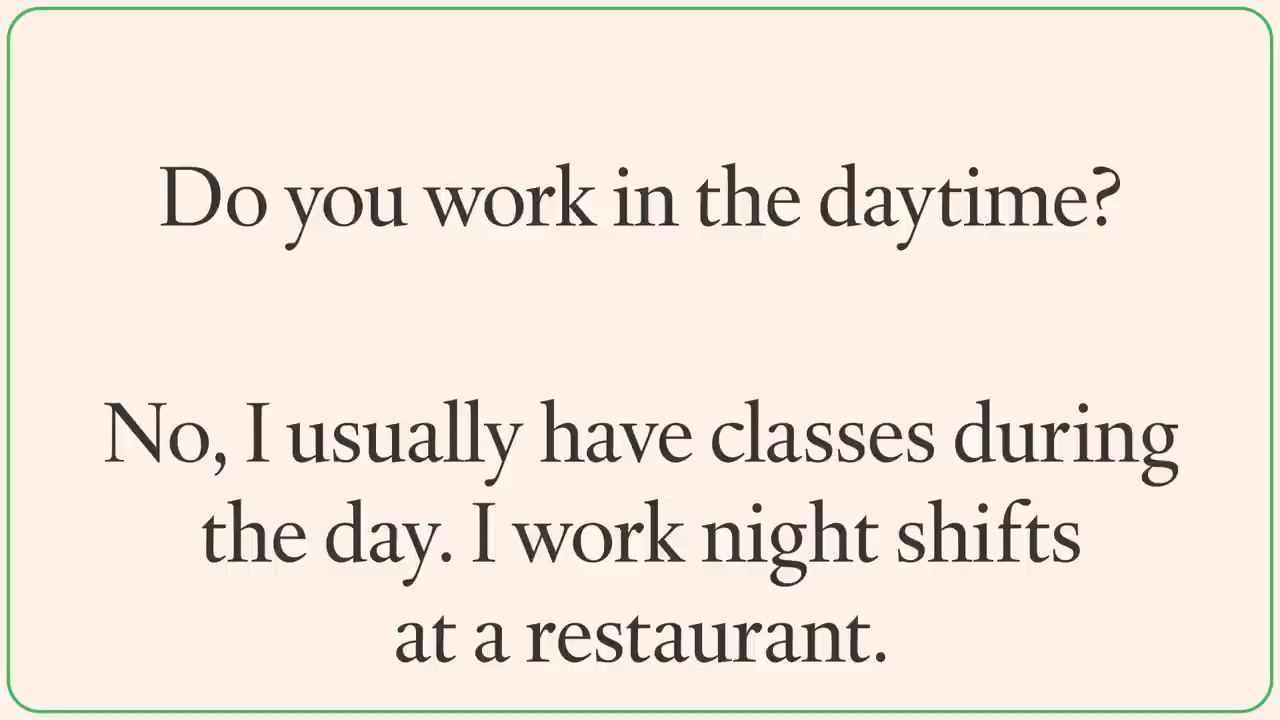 Do you work in the daytime?
No, I usually have classes during
the day. I work night shifts
at a restaurant.